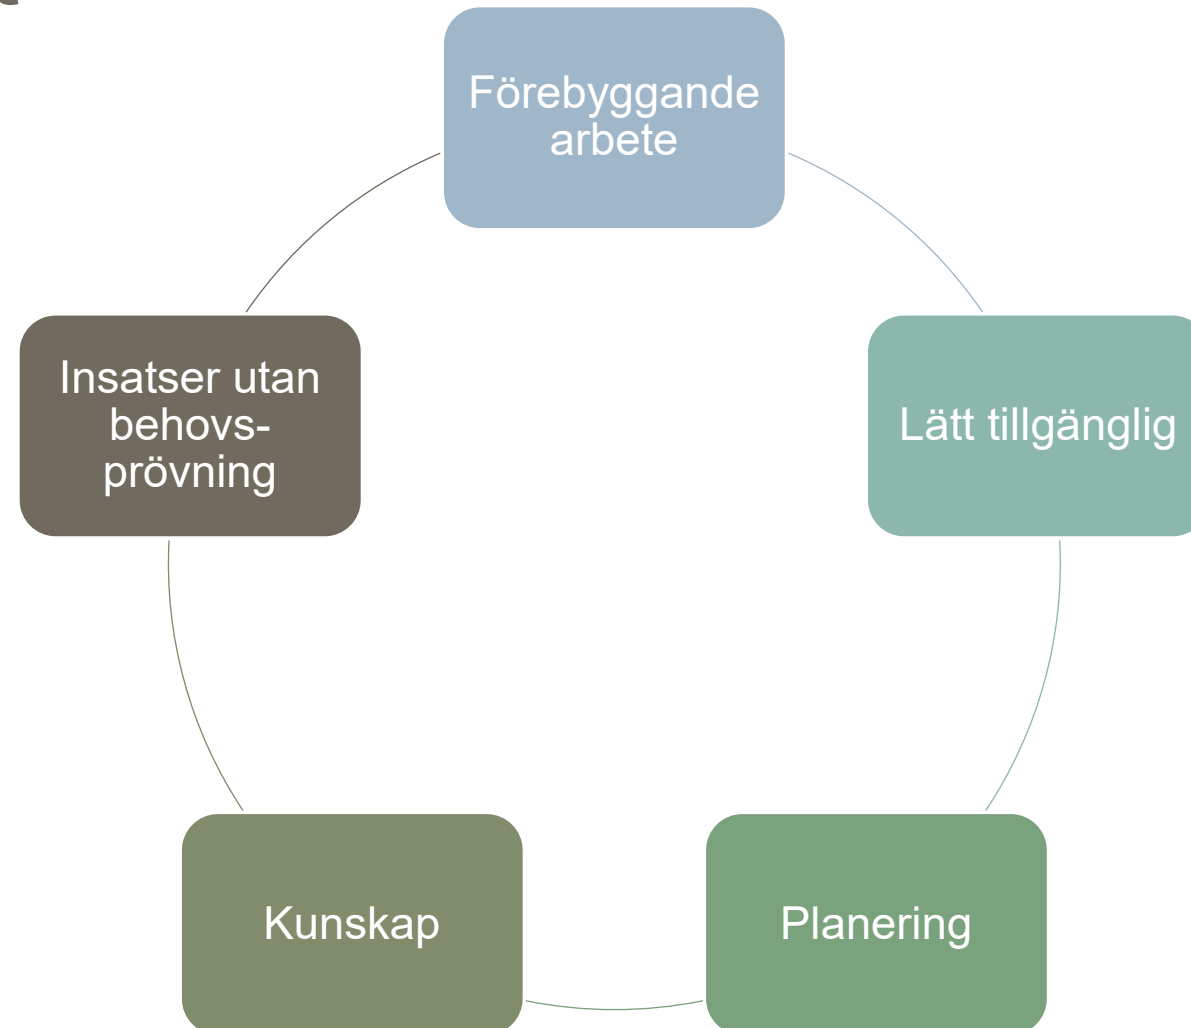 Förebyggande
arbete
Lätt tillgänglig
Planering
Kunskap
Insatser utan
behovs-
prövning